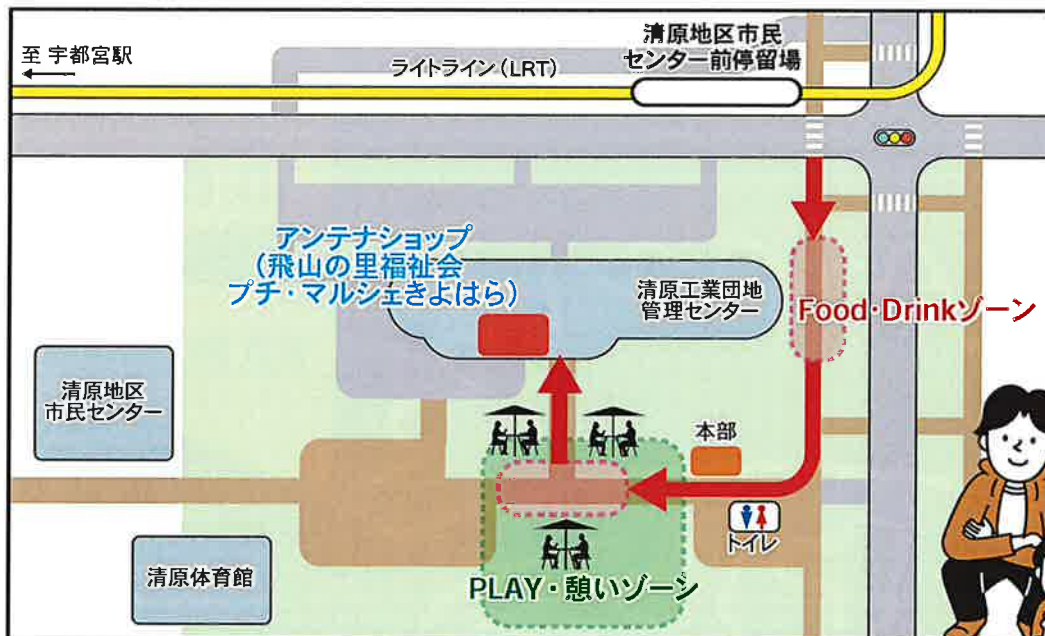 至 宇都宮駅
ライトライン(LRT)
清原地区市民
センター前停留場
アンテナショップ
(飛山の里福祉会
プチ・マルシェきよはら)
清原工業団地
管理センター
Food・Drinkゾーン
清原地区
市民センター
本部
トイレ
清原体育館
PLAY・憩いゾーン